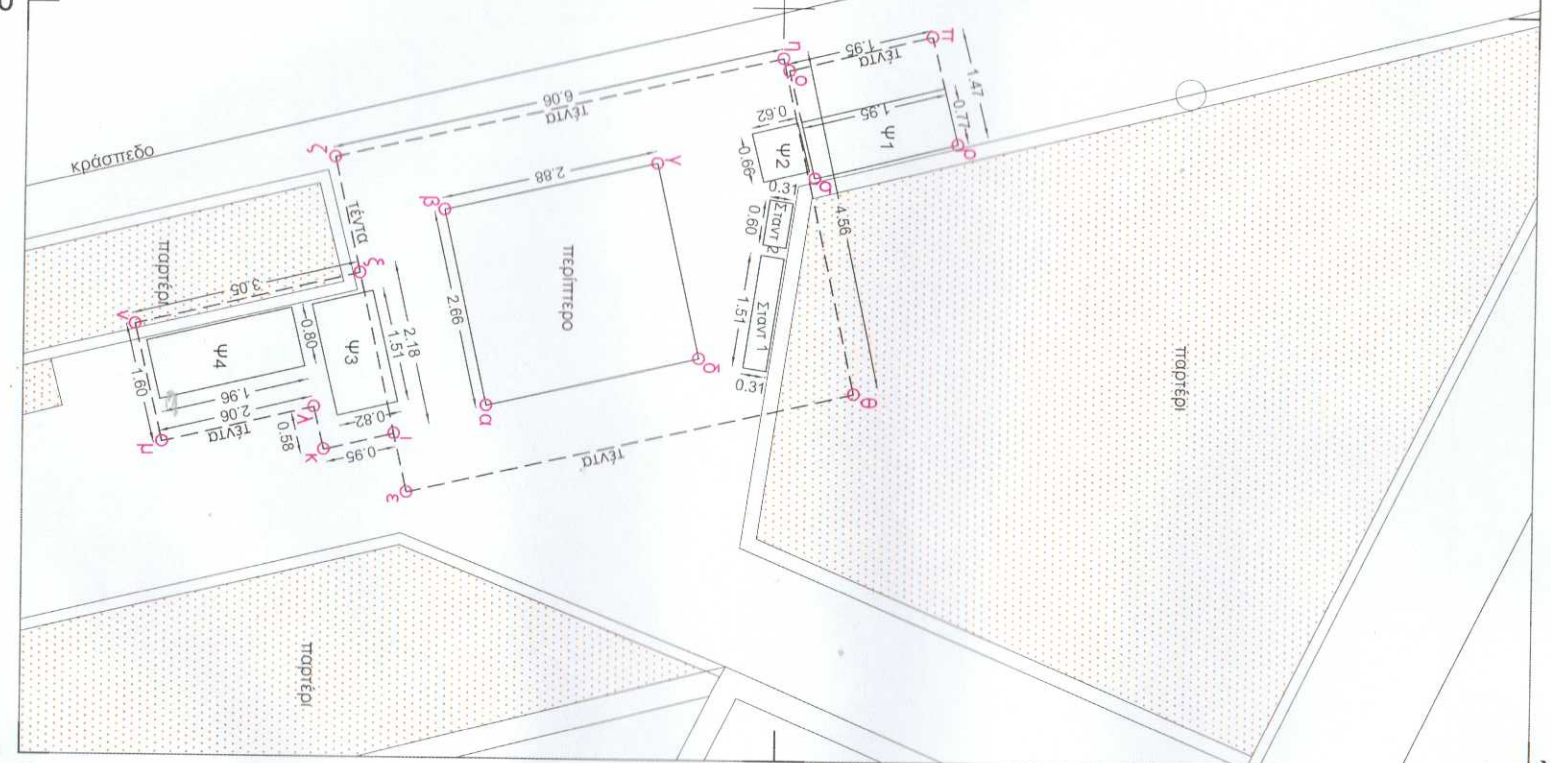 κράσπεδο
τέντα
6.06
ζ
η
ο
1.95
τέντα
π
1.47
0.77
ρ
1.95
Ψ1
0.62
Ψ2
0.66
σ
0.31
Σταντ 2
0.60
Σταντ 1
1.51
0.31
4.56
θ
τέντα
γ
2.88
β
περίπτερο
2.66
δ
α
τέντα
ξ
παρτέρι
3.05
ν
2.18
1.51
0.80
Ψ3
Ψ4
1.60
1.96
2.06
τέντα
μ
λ
0.58
κ
0.82
0.95
ι
ε
παρτέρι
παρτέρι